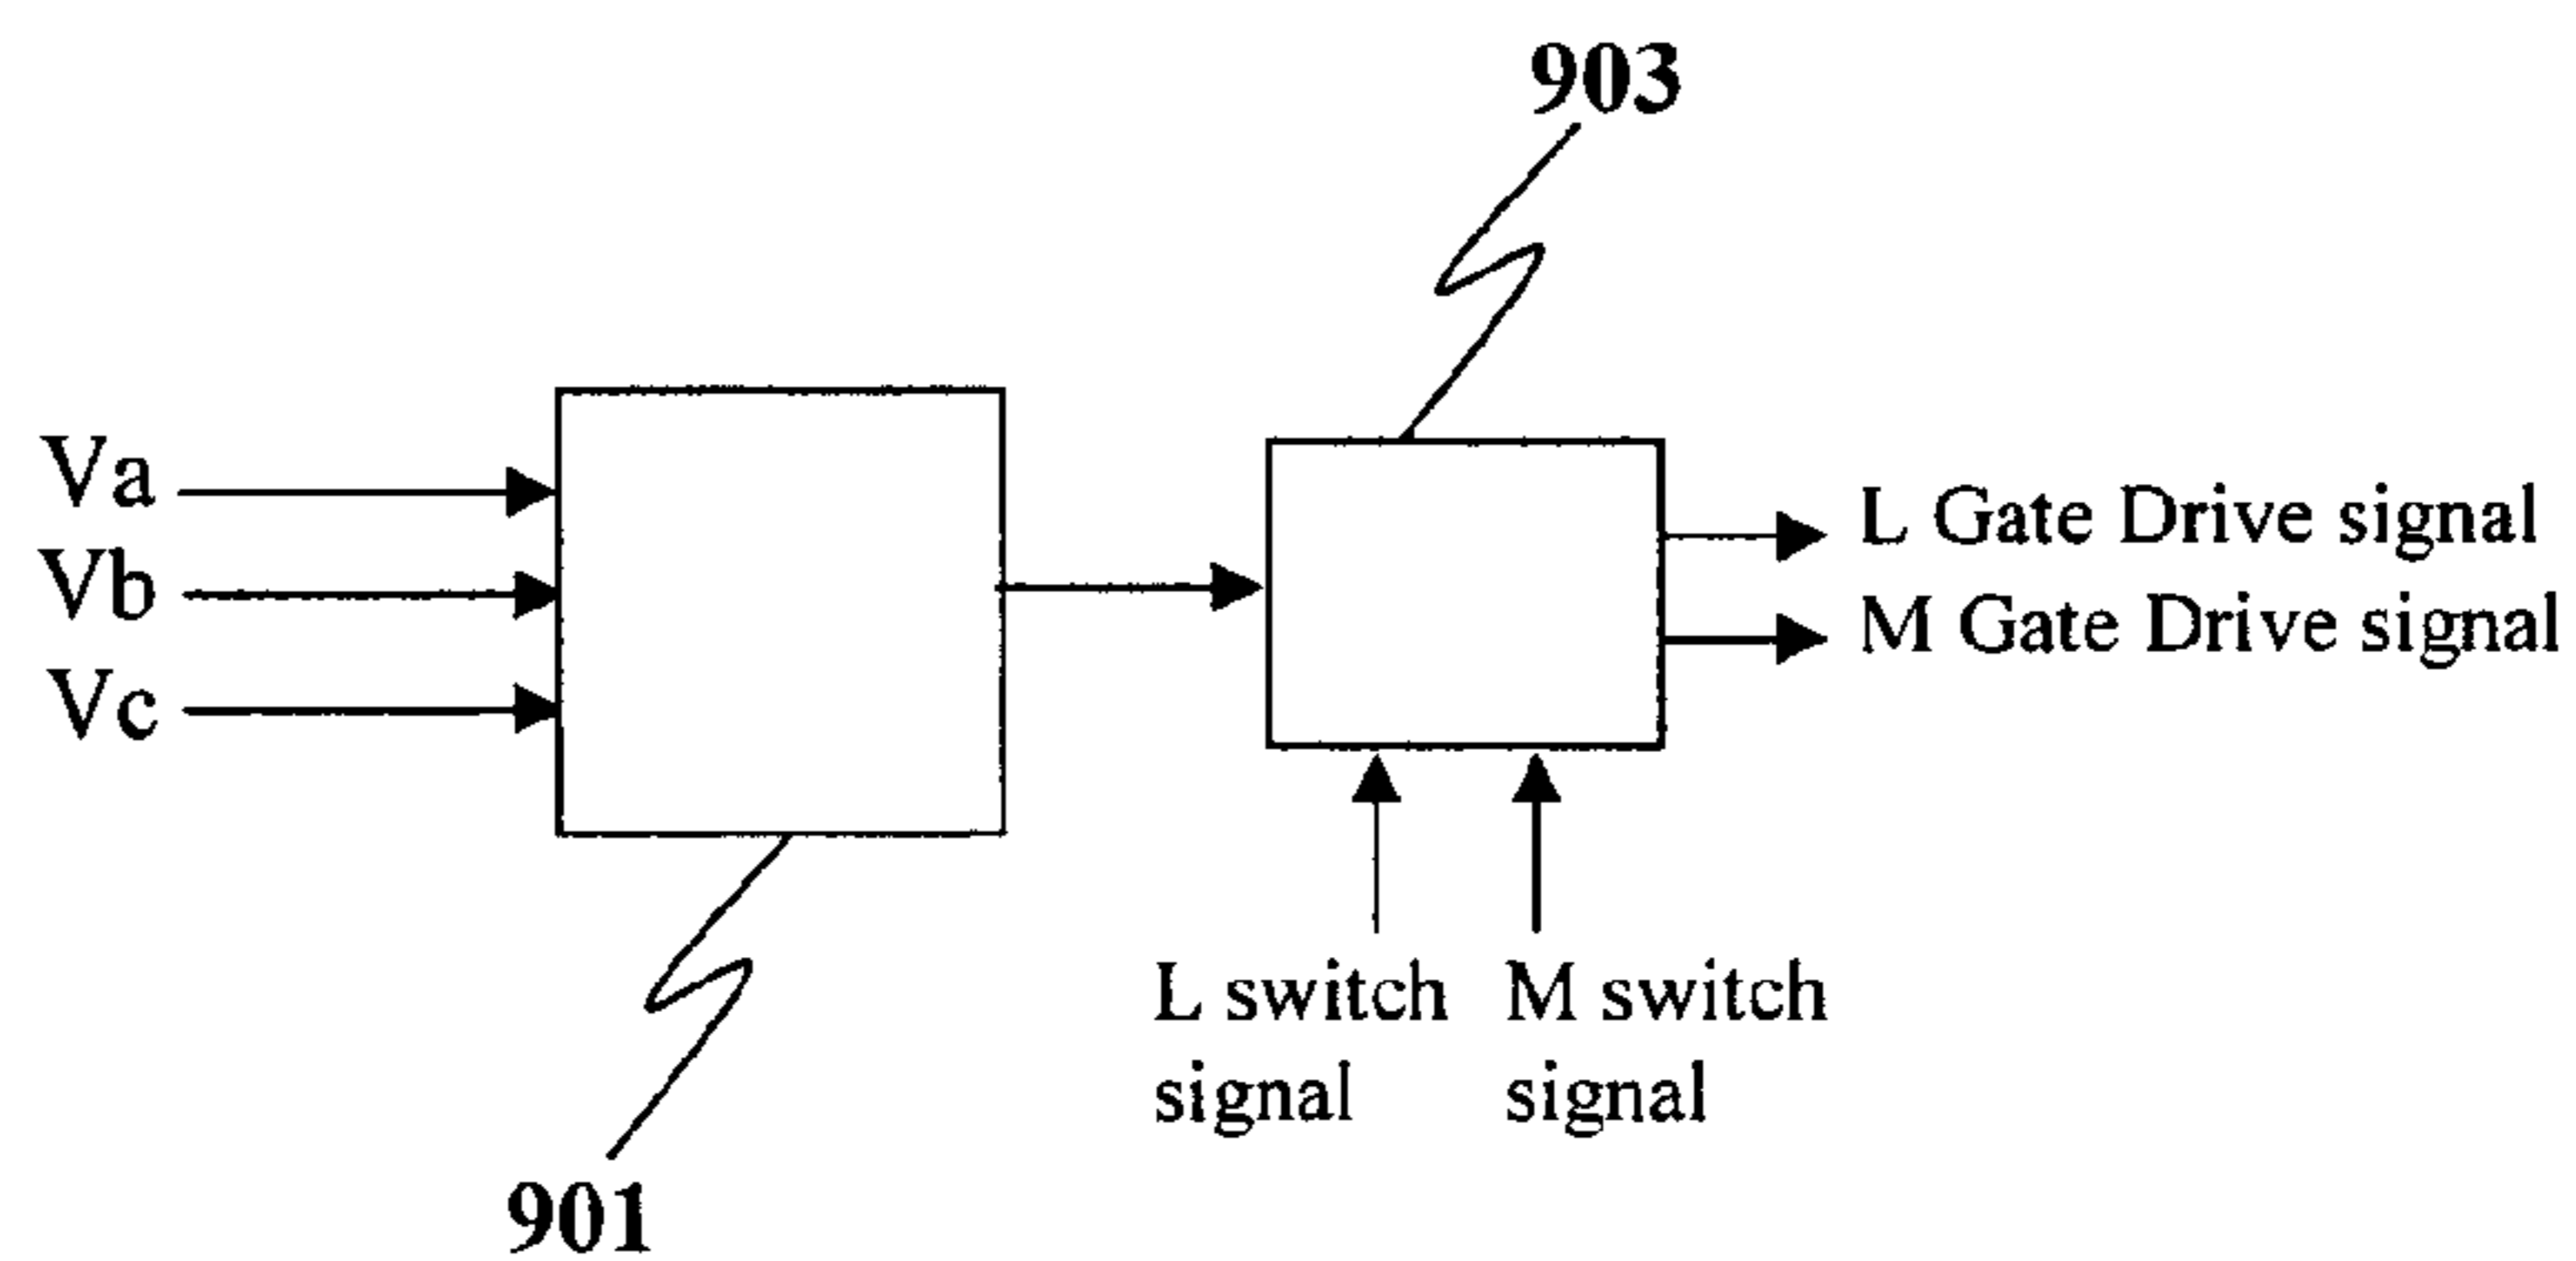 903
Va
Vb
Vc
L Gate Drive signal
M Gate Drive signal
L switch
signal
M switch
signal
901